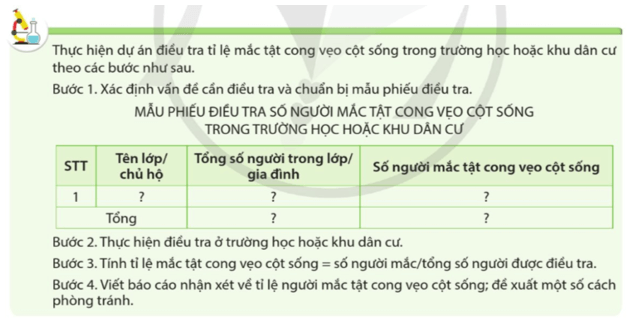 Thực hiện dự án điều tra tỉ lệ mắc tật cong vẹo cột sống trong trường học hoặc khu dân cư
theo các bước như sau.
Bước 1. Xác định vấn đề cần điều tra và chuẩn bị mẫu phiếu điều tra.
MẪU PHIẾU ĐIỀU TRA SỐ NGƯỜI MẮC TẬT CONG VẸO CỘT SỐNG
TRONG TRƯỜNG HỌC HOẶC KHU DÂN CƯ
STT Tên lớp/ chủ hộ Tổng số người trong lớp/ gia đình Số người mắc tật cong vẹo cột sống
1 ? ? ?
Tổng ? ?
Bước 2. Thực hiện điều tra ở trường học hoặc khu dân cư.
Bước 3. Tính tỉ lệ mắc tật cong vẹo cột sống = số người mắc/tổng số người được điều tra.
Bước 4. Viết báo cáo nhận xét về tỉ lệ người mắc tật cong vẹo cột sống; đề xuất một số cách
phòng tránh.